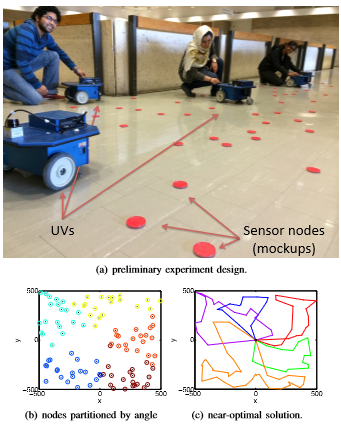 UVs
Sensor nodes
(mockups)
(a) preliminary experiment design.
500
y
0
−500
−500
0
500
x
500
y
0
−500
−500
0
500
x
(b) nodes partitioned by angle
(c) near-optimal solution.